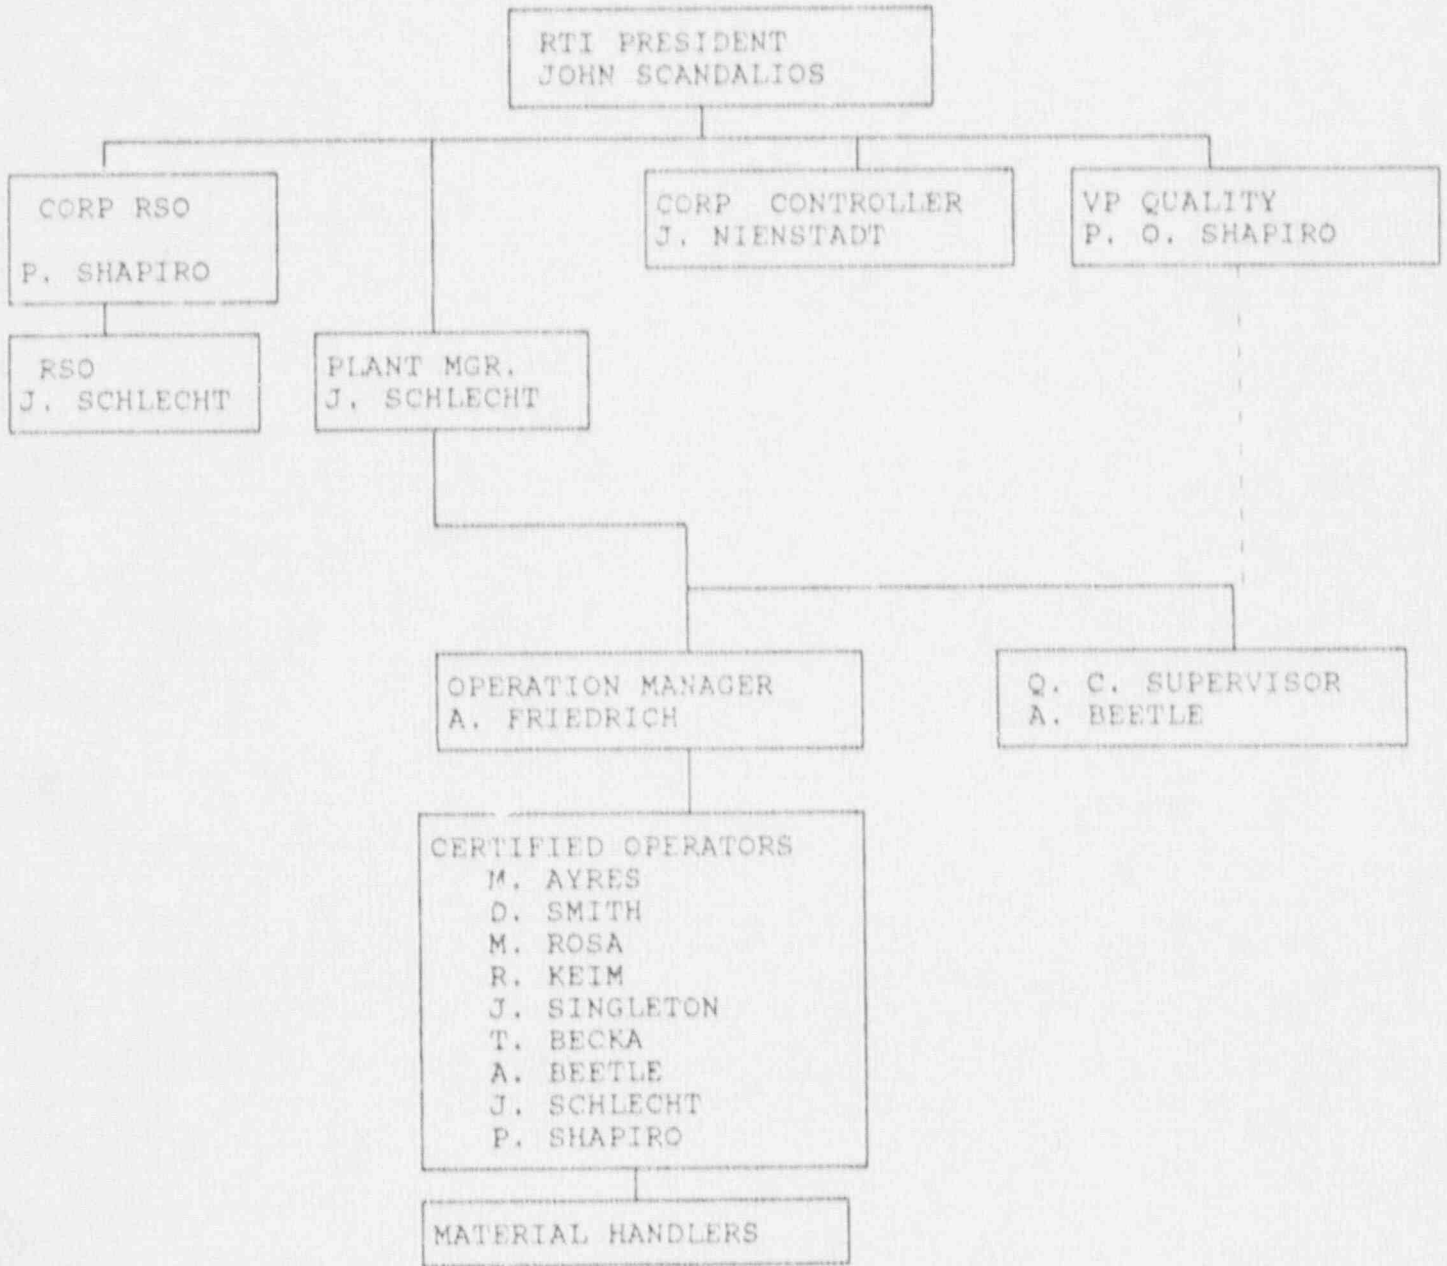 RTI PRESIDENT
JOHN SCANDALIOS
CORP RSO
P. SHAPIRO
CORP CONTROLLER
J. NIENSTADT
VP QUALITY
P. O. SHAPIRO
RSO
J. SCHLECHT
PLANT MGR.
J. SCHLECHT
OPERATION MANAGER
A. FRIEDRICH
Q. C. SUPERVISOR
A. BEETLE
CERTIFIED OPERATORS
M. AYRES
D. SMITH
M. ROSA
R. KEIM
J. SINGLETON
T. BECKA
A. BEETLE
J. SCHLECHT
P. SHAPIRO
MATERIAL HANDLERS